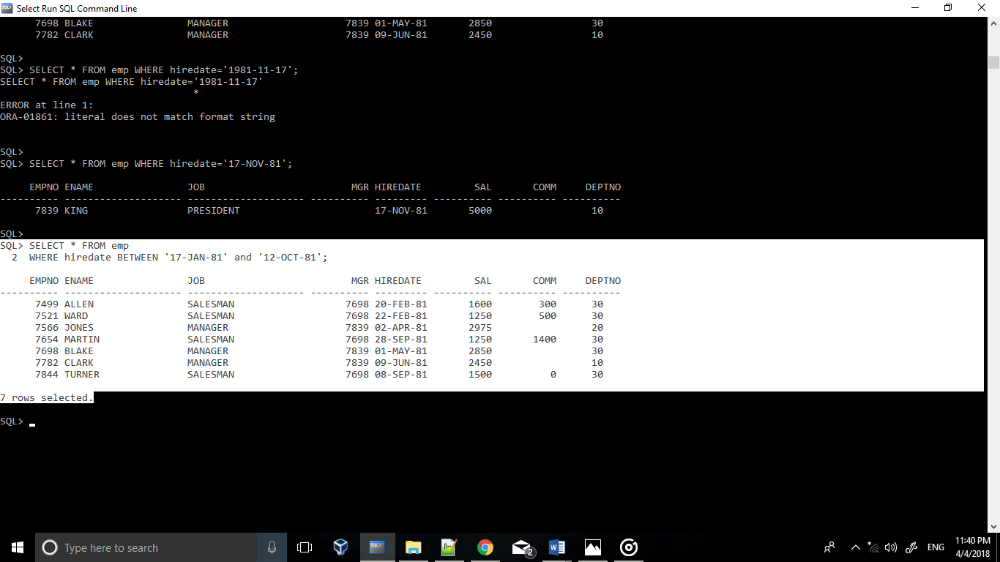 Select Run SQL Command Line
7698 BLAKE MANAGER 7839 01-MAY-81 2850 30
7782 CLARK MANAGER 7839 09-JUN-81 2450 10
SQL>
SQL> SELECT * FROM emp WHERE hiredate='1981-11-17';
SELECT * FROM emp WHERE hiredate='1981-11-17'
*
ERROR at line 1:
ORA-01861: literal does not match format string
SQL>
SQL> SELECT * FROM emp WHERE hiredate='17-NOV-81';
EMPNO ENAME JOB MGR HIREDATE SAL COMM DEPTNO
---------- -------------------- -------------------- ---------- --------- ---------- ---------- ----------
7839 KING PRESIDENT 17-NOV-81 5000 10
SQL>
SQL> SELECT * FROM emp
2 WHERE hiredate BETWEEN '17-JAN-81' and '12-OCT-81';
EMPNO ENAME JOB MGR HIREDATE SAL COMM DEPTNO
---------- -------------------- -------------------- ---------- --------- ---------- ---------- ----------
7499 ALLEN SALESMAN 7698 20-FEB-81 1600 300 30
7521 WARD SALESMAN 7698 22-FEB-81 1250 500 30
7566 JONES MANAGER 7839 02-APR-81 2975 20
7654 MARTIN SALESMAN 7698 28-SEP-81 1250 1400 30
7698 BLAKE MANAGER 7839 01-MAY-81 2850 30
7782 CLARK MANAGER 7839 09-JUN-81 2450 10
7844 TURNER SALESMAN 7698 08-SEP-81 1500 0 30
7 rows selected.
SQL>
Type here to search
2
ENG
11:40 PM
4/4/2018